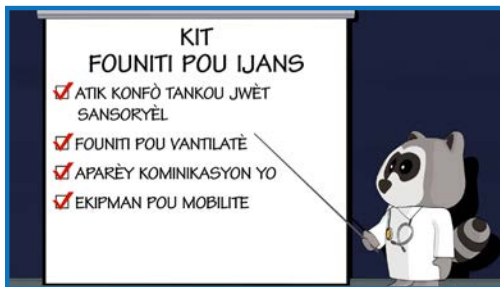 KIT
FOUNITI POU IJANS
ATIK KONFÒ TANKOU JWÈT
SANSORYÈL
FOUNITI POU VANTILATÈ
APARÈY KOMINIKASYON YO
EKIPMAN POU MOBILITE